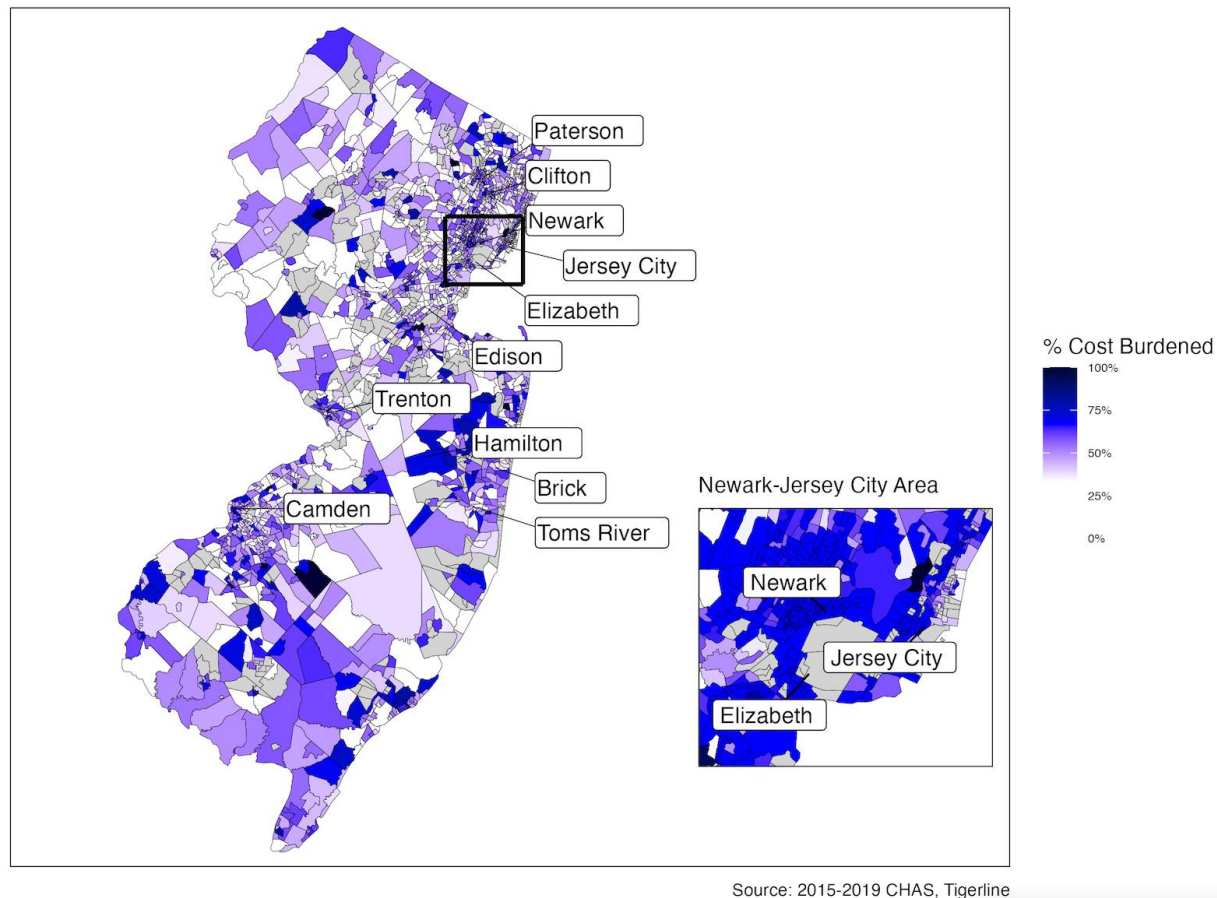 Paterson
Clifton
Newark
Jersey City
Elizabeth
Edison
Trenton
Hamilton
Brick
Camden
Toms River
% Cost Burdened
100%
75%
50%
25%
0%
Newark-Jersey City Area
Newark
Jersey City
Elizabeth
Source: 2015-2019 CHAS, Tigerline